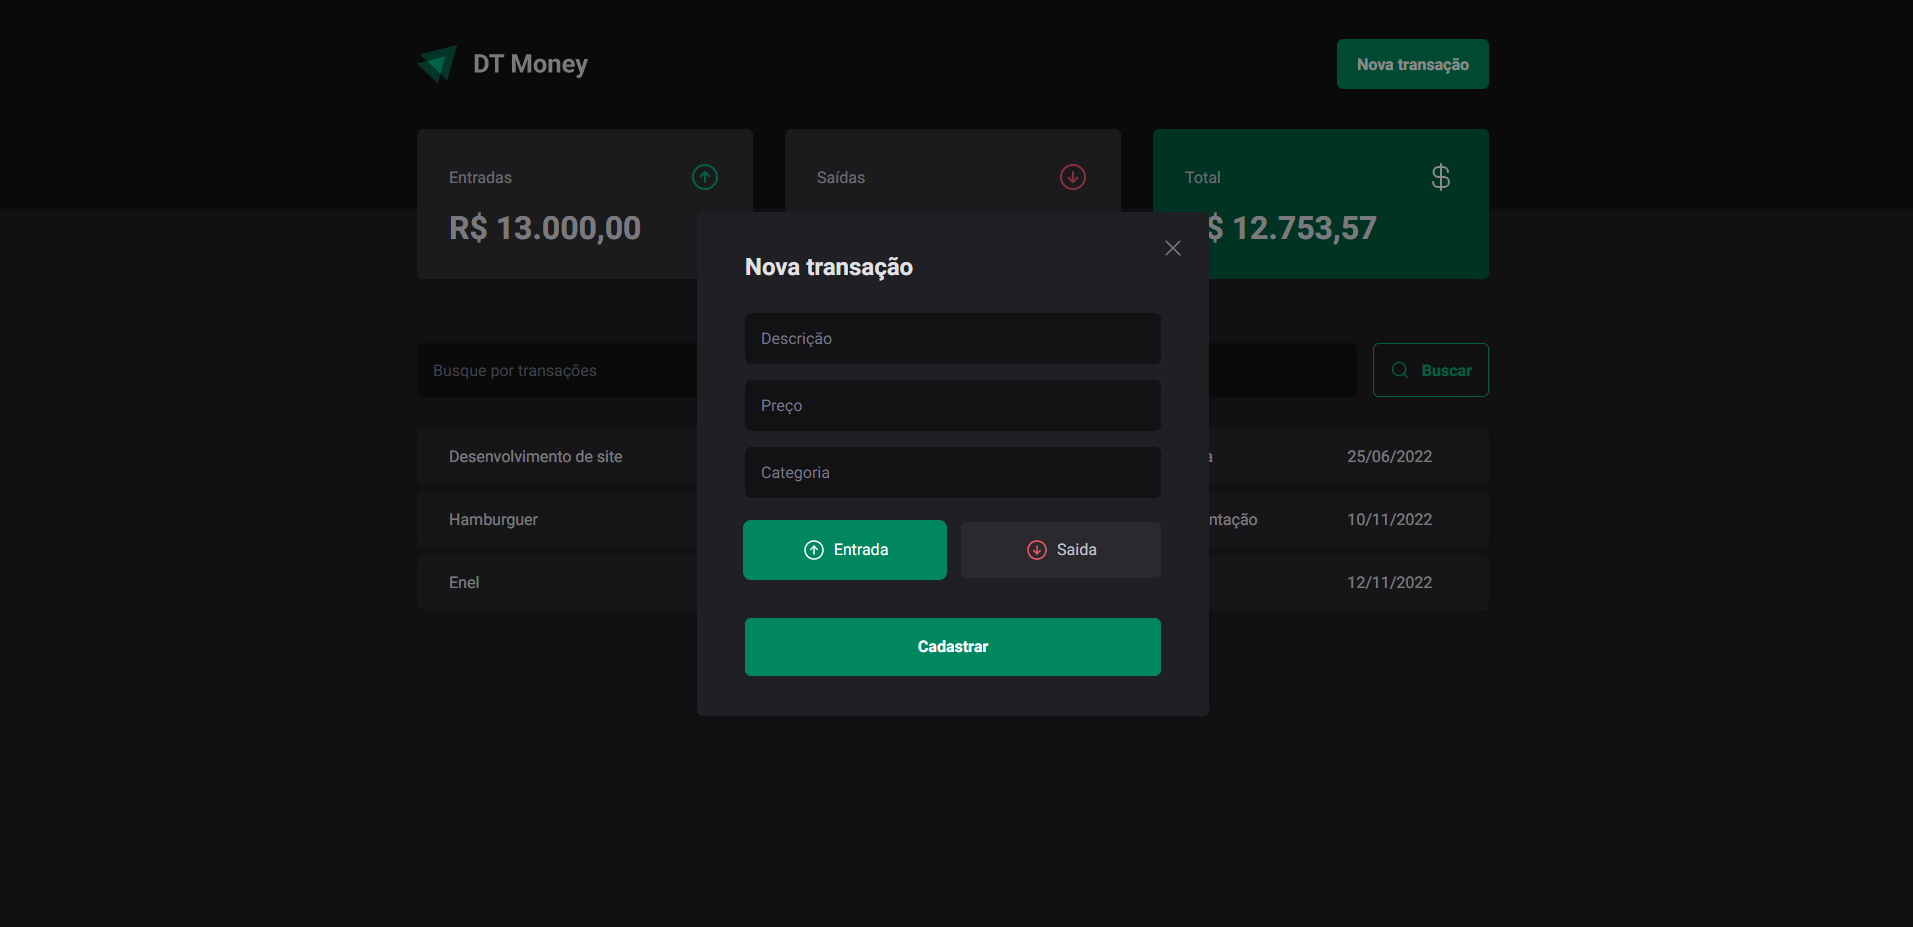 DT Money
Nova transação
Entradas
Saídas
Total
R$ 13.000,00
$ 12.753,57
Nova transação
Descrição
Busque por transações
Buscar
Preço
Desenvolvimento de site
25/06/2022
Categoria
Hamburguer
10/11/2022
Entrada
Saida
Enel
12/11/2022
Cadastrar